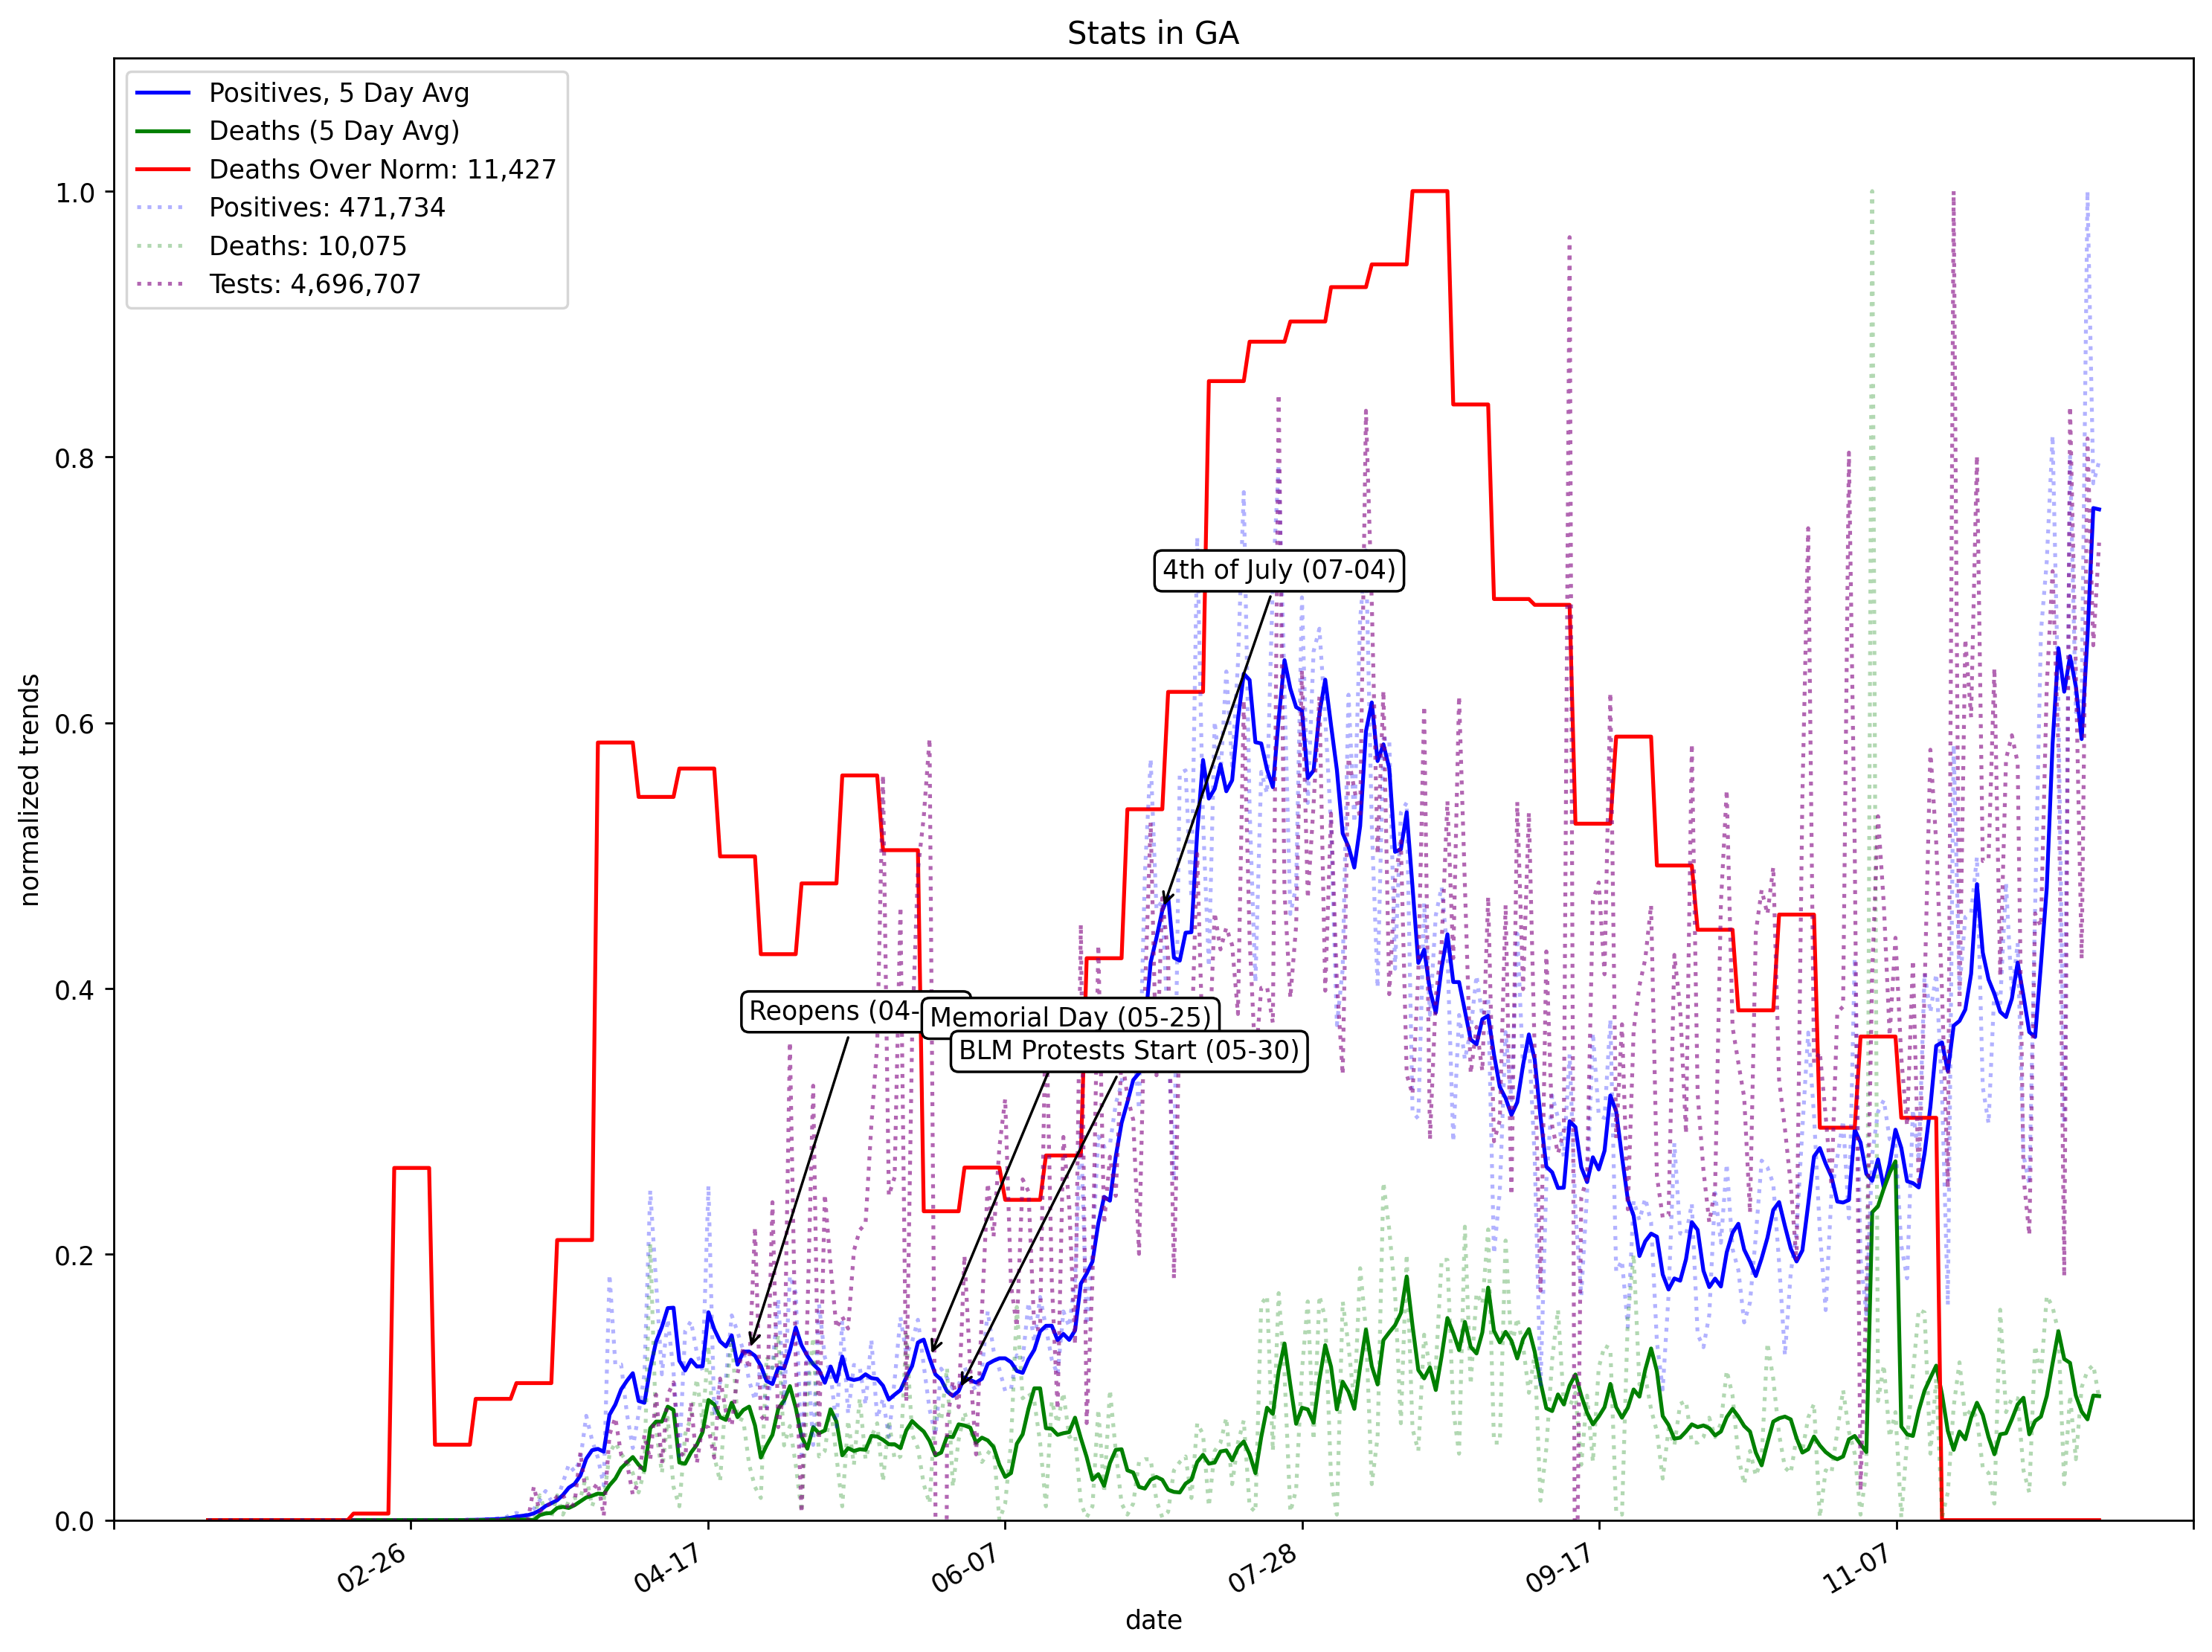 Stats in GA
Positives, 5 Day Avg
Deaths (5 Day Avg)
Deaths Over Norm: 11,427
Positives: 471,734
Deaths: 10,075
Tests: 4,696,707
normalized trends
1.0
0.8
0.6
0.4
0.2
0.0
4th of July (07-04)
Reopens (04-
Memorial Day (05-25)
BLM Protests Start (05-30)
02-26
04-17
06-07
07-28
09-17
11-07
date